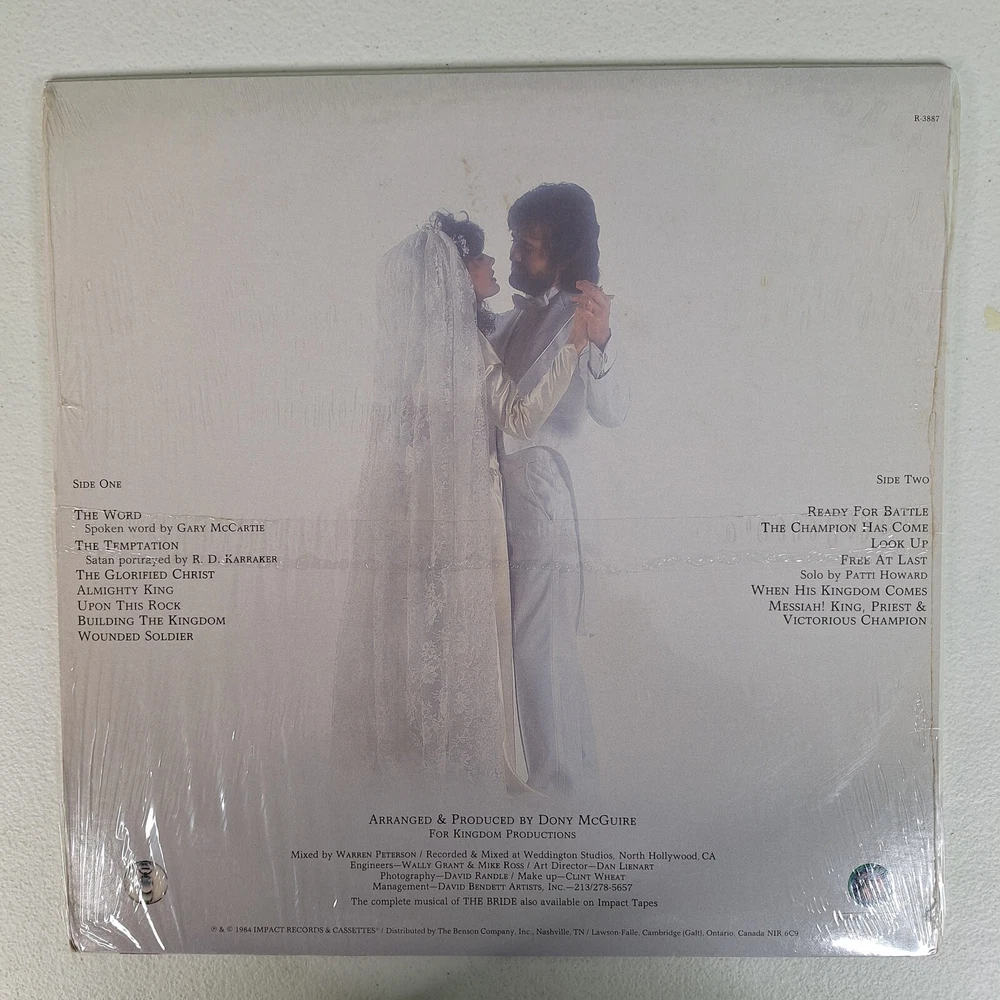 R-3887
SIDE ONE
THE WORD
Spoken word by GARY MCCARTIE
THE TEMPTATION
Satan portrayed by R. D. KARRAKER
THE GLORIFIED CHRIST
ALMIGHTY KING
UPON THIS ROCK
BUILDING THE KINGDOM
WOUNDED SOLDIER
SIDE TWO
READY FOR BATTLE
THE CHAMPION HAS COME
LOOK UP
FREE AT LAST
Solo by PATTI HOWARD
WHEN HIS KINGDOM COMES
MESSIAH! KING, PRIEST &
VICTORIOUS CHAMPION
ARRANGED & PRODUCED BY DONY MCGUIRE
FOR KINGDOM PRODUCTIONS
Mixed by WARREN PETERSON / Recorded & Mixed at Weddington Studios, North Hollywood, CA
Engineers—WALLY GRANT & MIKE ROSS / Art Director—DAN LIENART
Photography—DAVID RANDLE / Make up—CLINT WHEAT
Management—DAVID BENDETT ARTISTS, INC.—213/278-5657
The complete musical of THE BRIDE also available on Impact Tapes
℗ & © 1984 IMPACT RECORDS & CASSETTES® / Distributed by The Benson Company, Inc., Nashville, TN / Lawson-Falle, Cambridge (Galt), Ontario, Canada NIR 6C9